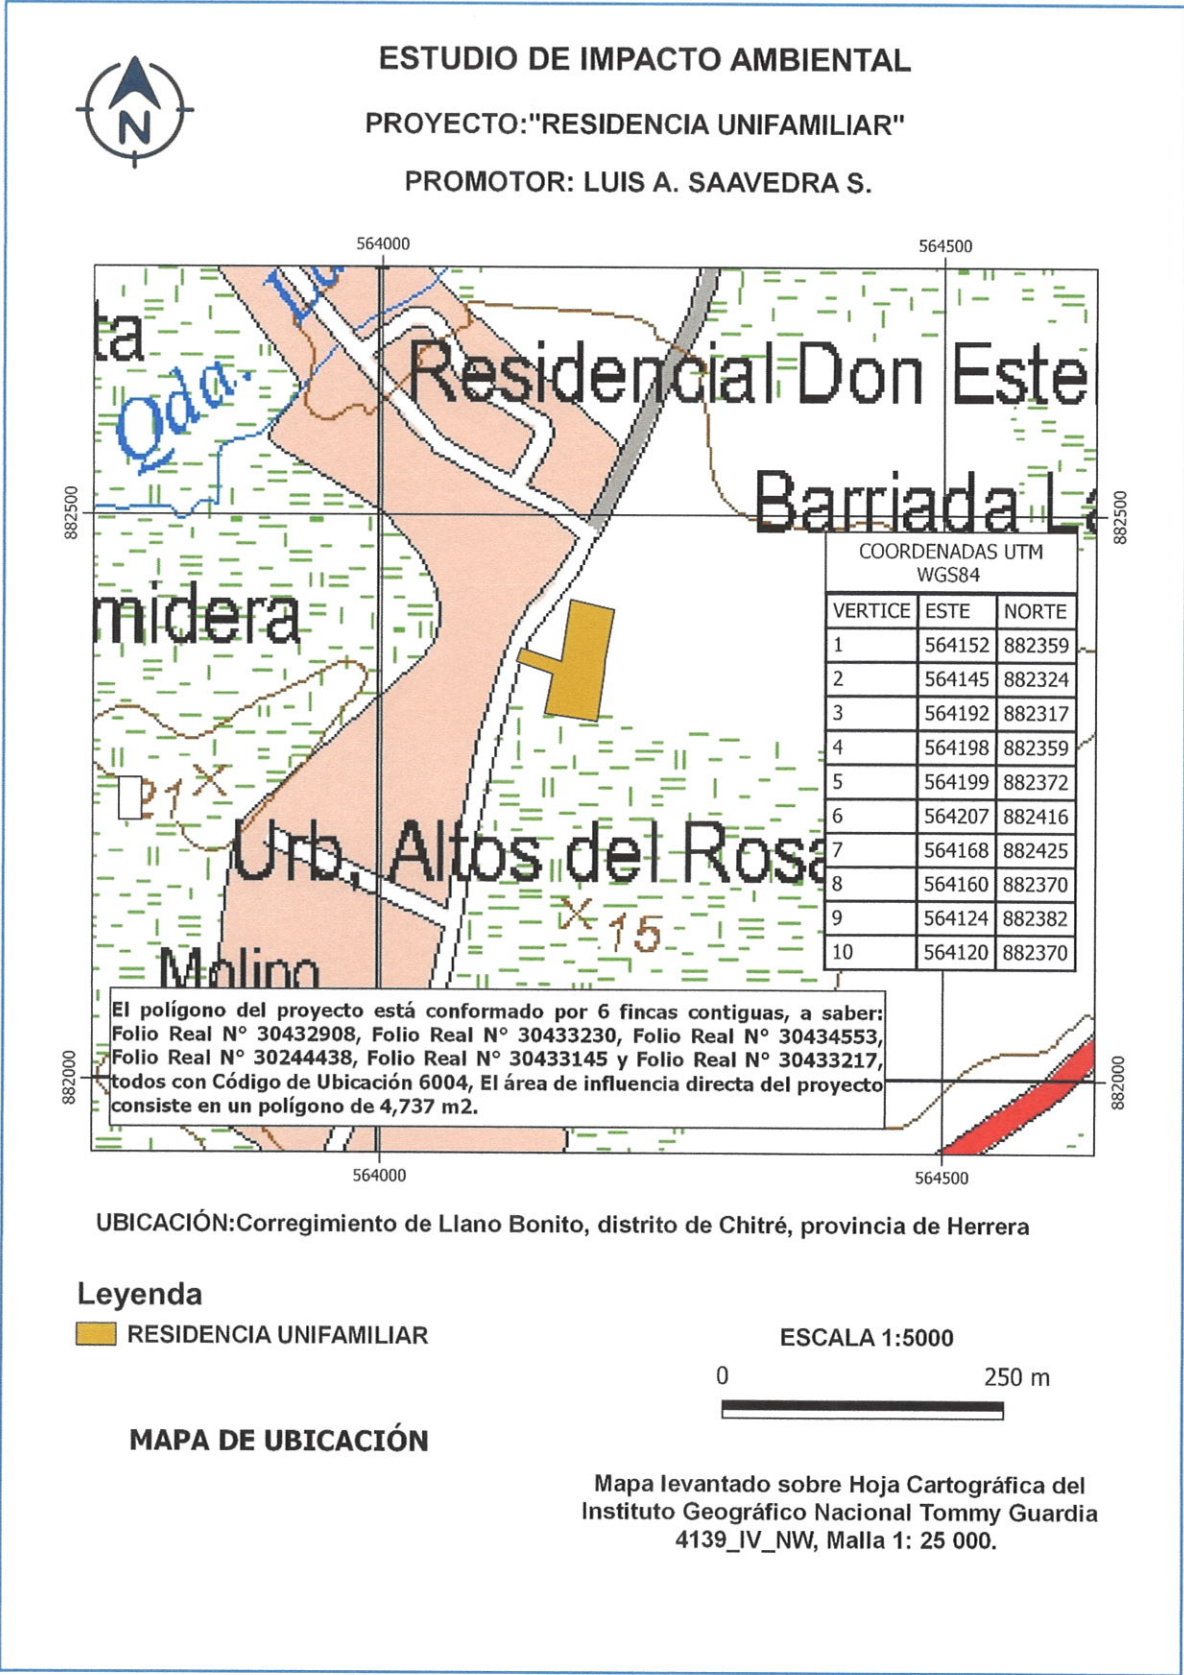 N
ESTUDIO DE IMPACTO AMBIENTAL
PROYECTO:"RESIDENCIA UNIFAMILIAR"
PROMOTOR: LUIS A. SAAVEDRA S.
564000
564500
ta
Qda.
La
Residencial Don Este
Barriada La
882500
882500
midera
COORDENADAS UTM
WGS84
VERTICE ESTE NORTE
1 564152 882359
2 564145 882324
3 564192 882317
4 564198 882359
5 564199 882372
6 564207 882416
7 564168 882425
8 564160 882370
9 564124 882382
10 564120 882370
21
Urb. Altos del Rosa
15
Molino
El polígono del proyecto está conformado por 6 fincas contiguas, a saber:
Folio Real N° 30432908, Folio Real N° 30433230, Folio Real N° 30434553,
Folio Real N° 30244438, Folio Real N° 30433145 y Folio Real N° 30433217,
todos con Código de Ubicación 6004, El área de influencia directa del proyecto
consiste en un polígono de 4,737 m2.
882000
882000
564000
564500
UBICACIÓN:Corregimiento de Llano Bonito, distrito de Chitré, provincia de Herrera
Leyenda
RESIDENCIA UNIFAMILIAR
ESCALA 1:5000
0 250 m
MAPA DE UBICACIÓN
Mapa levantado sobre Hoja Cartográfica del
Instituto Geográfico Nacional Tommy Guardia
4139_IV_NW, Malla 1: 25 000.